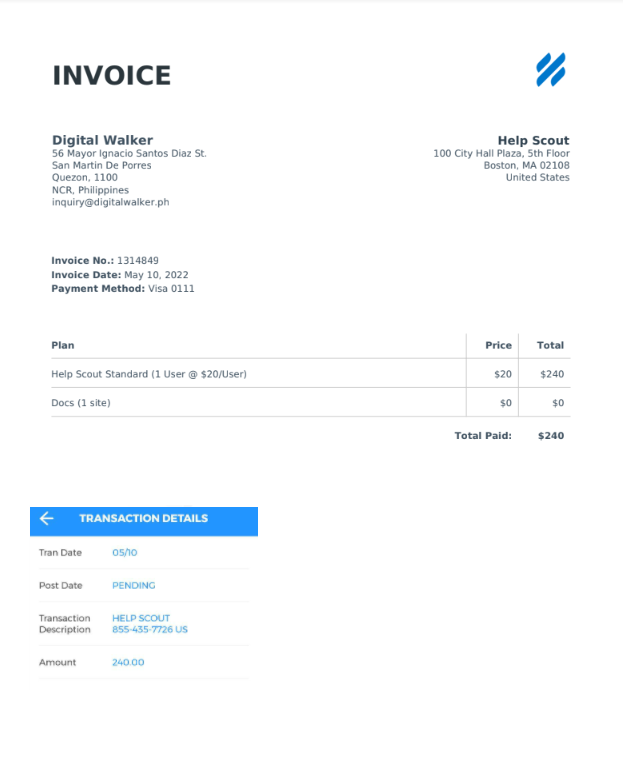 INVOICE
Digital Walker
56 Mayor Ignacio Santos Diaz St.
San Martin De Porres
Quezon, 1100
NCR, Philippines
inquiry@digitalwalker.ph
Help Scout
100 City Hall Plaza, 5th Floor
Boston, MA 02108
United States
Invoice No.: 1314849
Invoice Date: May 10, 2022
Payment Method: Visa 0111
Plan Price Total
Help Scout Standard (1 User @ $20/User) $20 $240
Docs (1 site) $0 $0
Total Paid: $240
TRANSACTION DETAILS
Tran Date 05/10
Post Date PENDING
Transaction HELP SCOUT
Description 855-435-7726 US
Amount 240.00